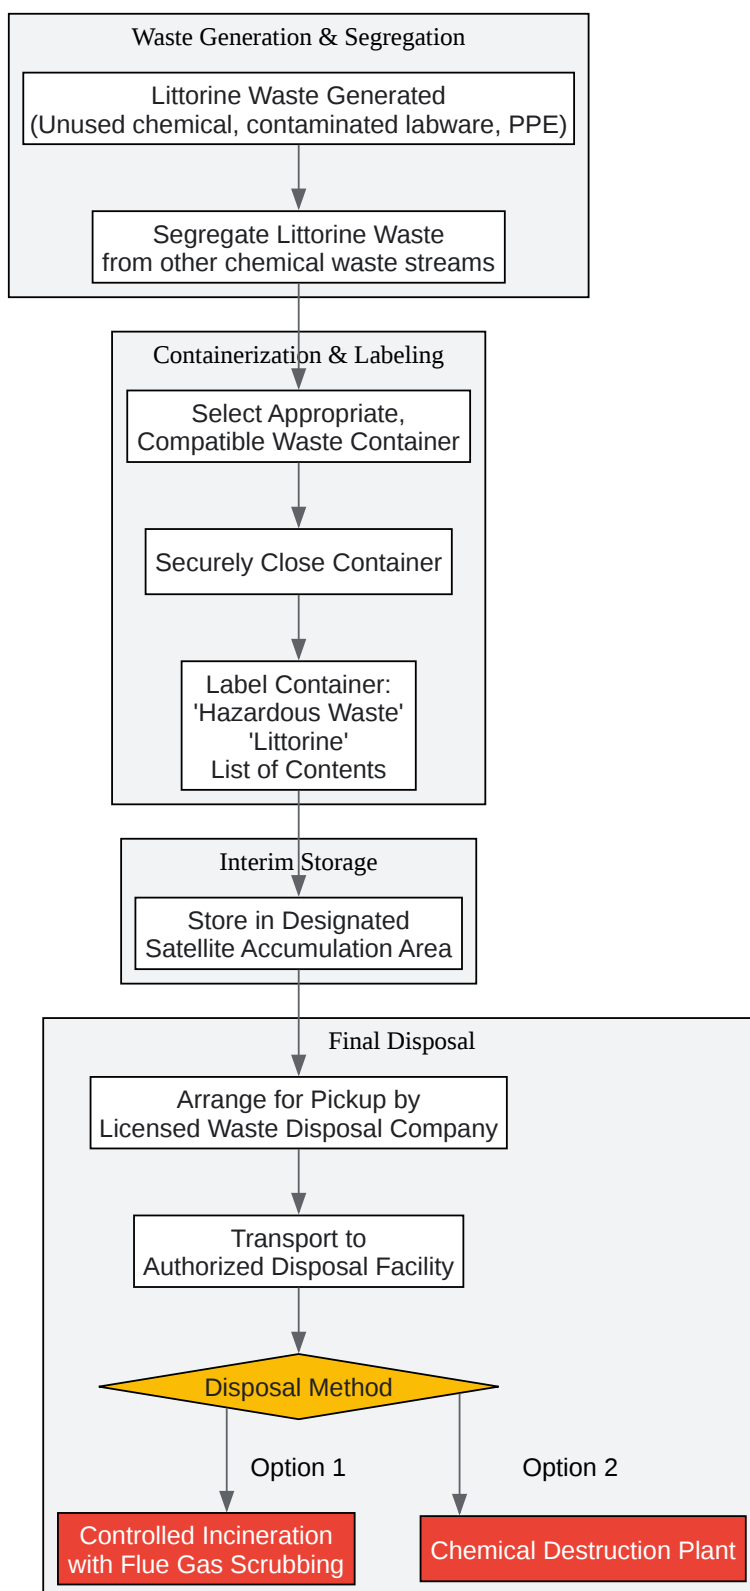 Waste Generation & Segregation
Littorine Waste Generated
(Unused chemical, contaminated labware, PPE)
Segregate Littorine Waste
from other chemical waste streams
Containerization & Labeling
Select Appropriate,
Compatible Waste Container
Securely Close Container
Label Container:
'Hazardous Waste'
'Littorine'
List of Contents
Interim Storage
Store in Designated
Satellite Accumulation Area
Final Disposal
Arrange for Pickup by
Licensed Waste Disposal Company
Transport to
Authorized Disposal Facility
Disposal Method
Option 1
Option 2
Controlled Incineration
with Flue Gas Scrubbing
Chemical Destruction Plant